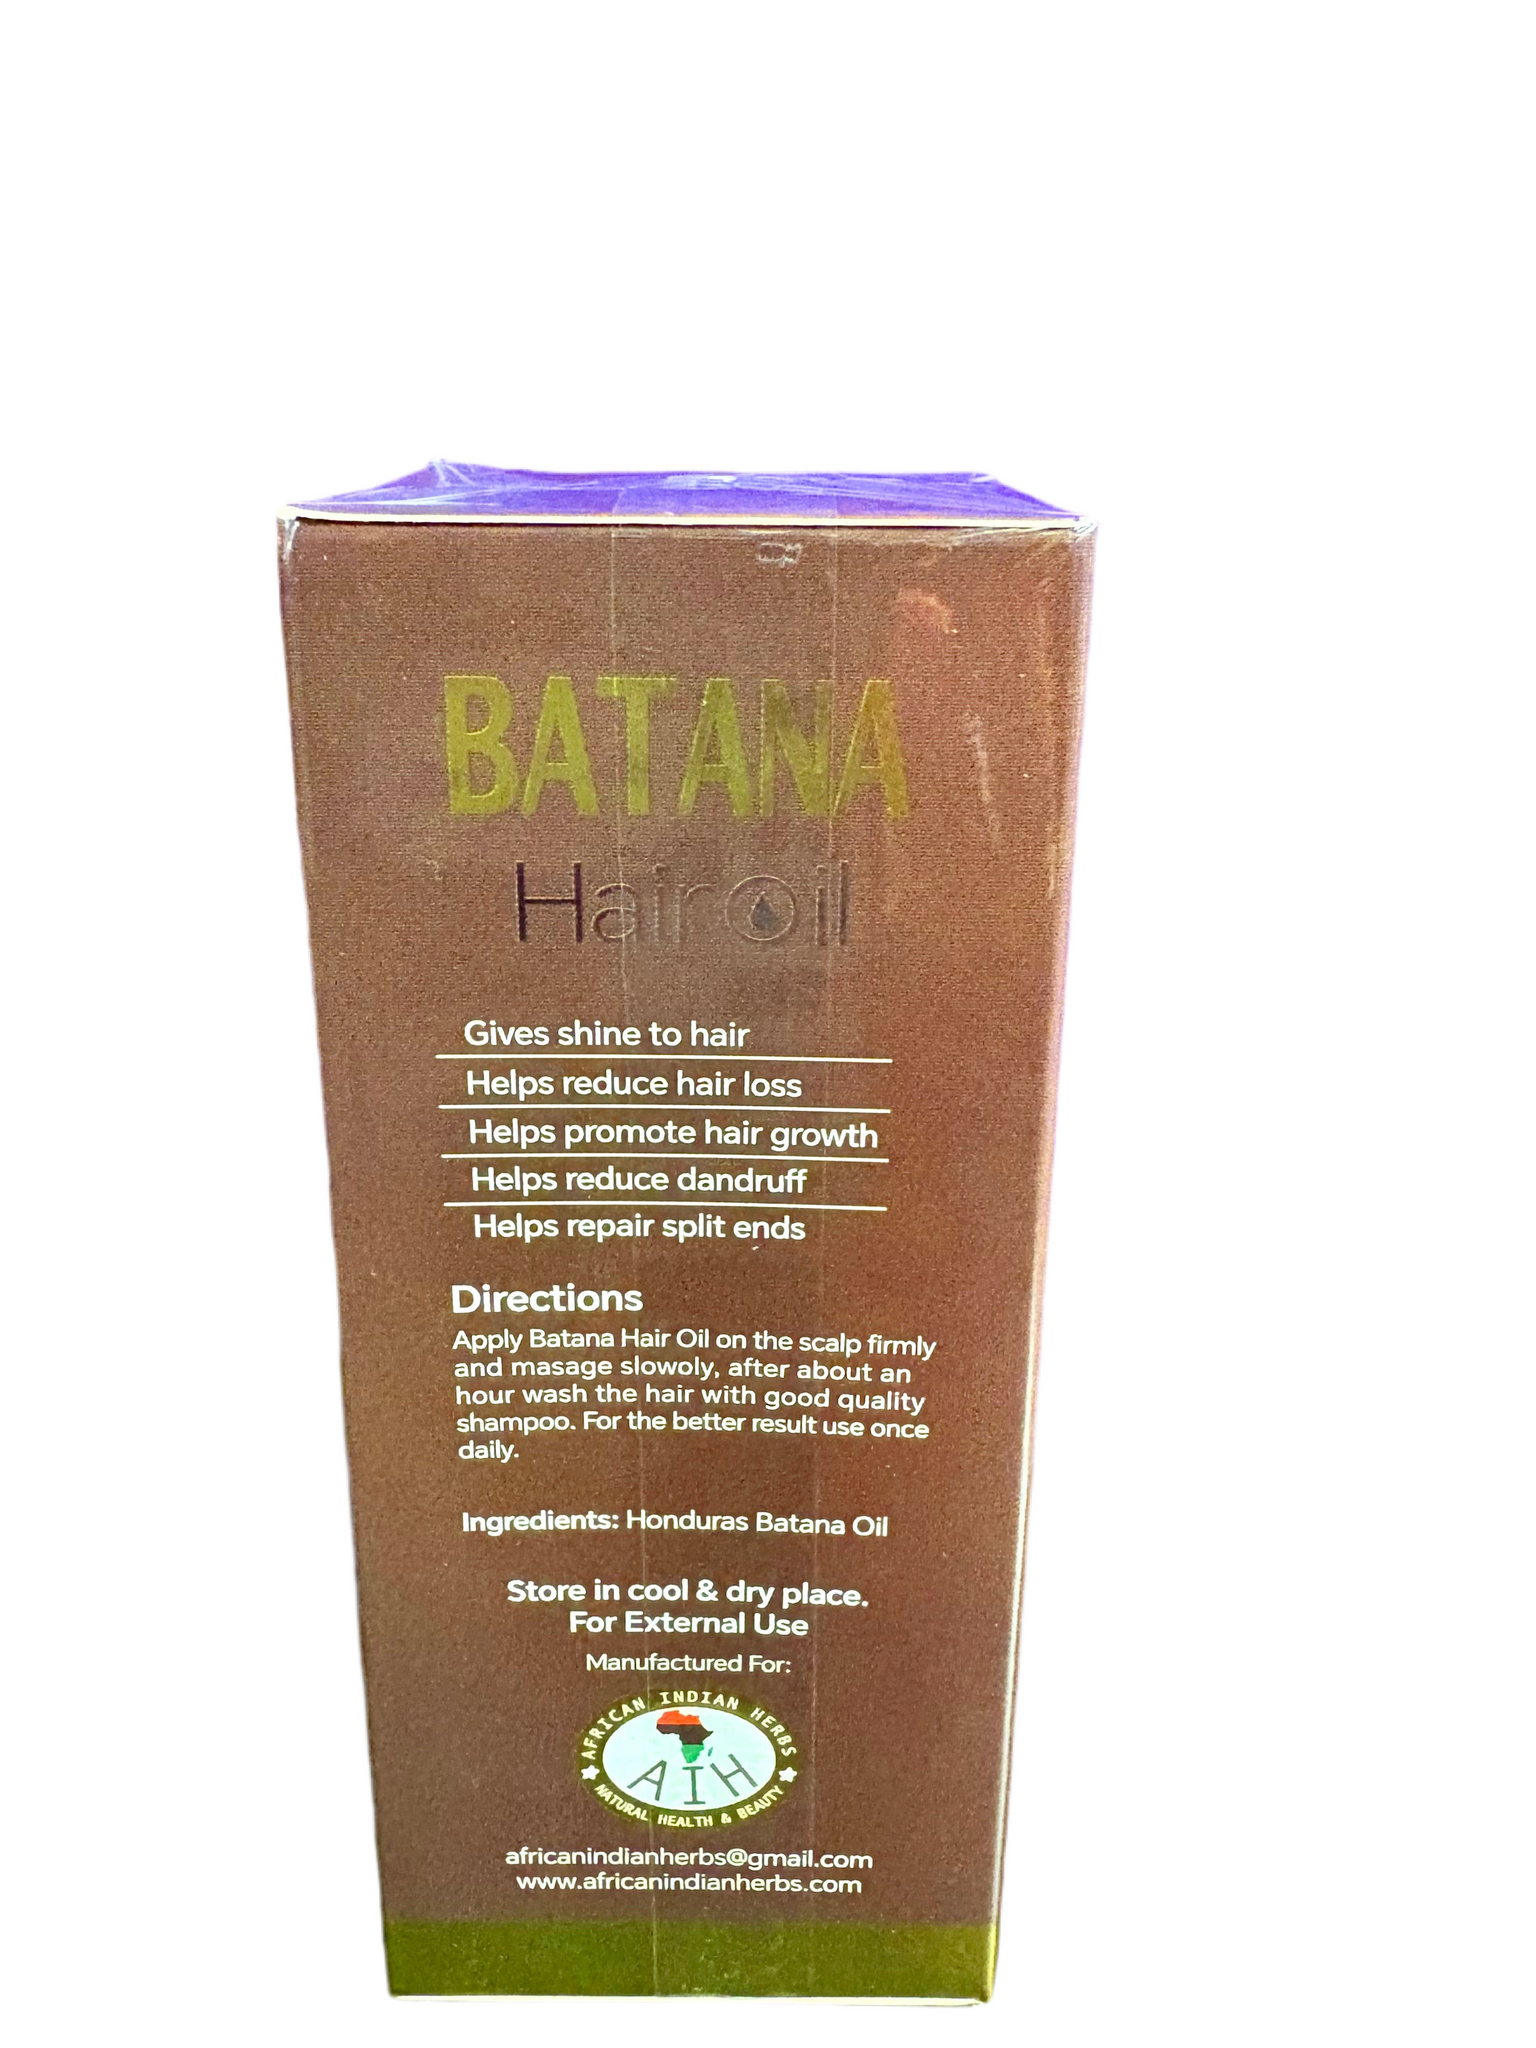 BATANA
Hair Oil
Gives shine to hair
Helps reduce hair loss
Helps promote hair growth
Helps reduce dandruff
Helps repair split ends
Directions
Apply Batana Hair Oil on the scalp firmly
and masage slowoly, after about an
hour wash the hair with good quality
shampoo. For the better result use once
daily.
Ingredients: Honduras Batana Oil
Store in cool & dry place.
For External Use
Manufactured For:
AFRICAN INDIAN HERBS
AIH
NATURAL HEALTH & BEAUTY
africanindianherbs@gmail.com
www.africanindianherbs.com